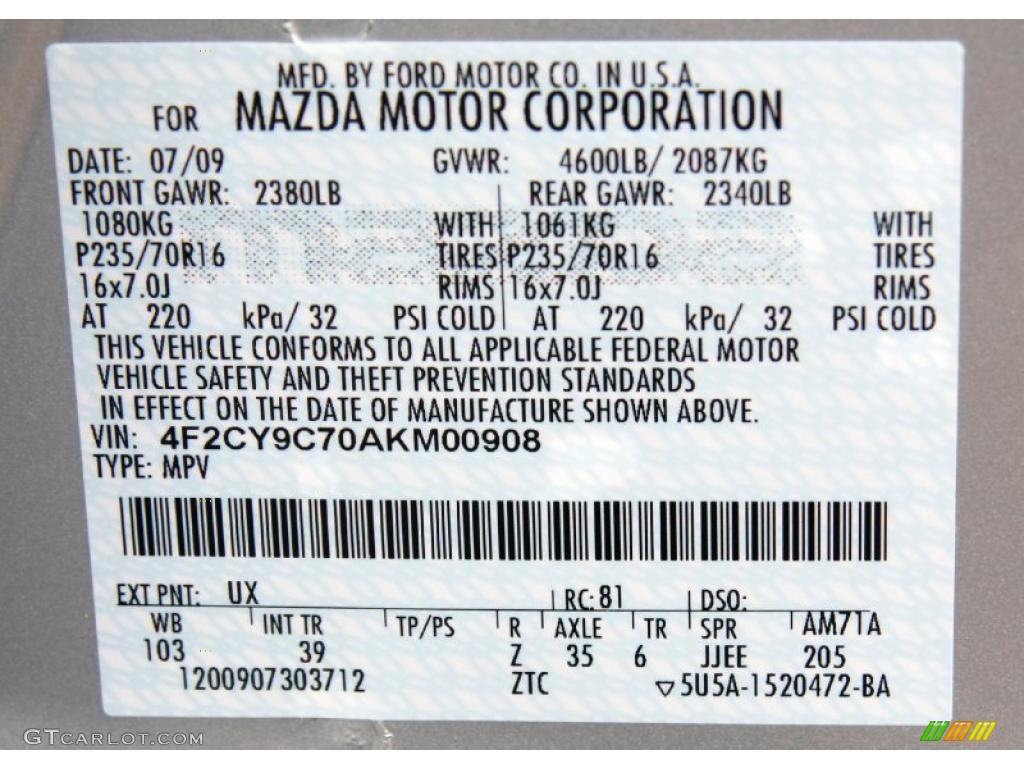 MFD. BY FORD MOTOR CO. IN U.S.A.
FOR MAZDA MOTOR CORPORATION
DATE: 07/09 GVWR: 4600LB/ 2087KG
FRONT GAWR: 2380LB REAR GAWR: 2340LB
1080KG WITH 1061KG WITH
P235/70R16 TIRES P235/70R16 TIRES
16x7.0J RIMS 16x7.0J RIMS
AT 220 kPa/ 32 PSI COLD AT 220 kPa/ 32 PSI COLD
THIS VEHICLE CONFORMS TO ALL APPLICABLE FEDERAL MOTOR
VEHICLE SAFETY AND THEFT PREVENTION STANDARDS
IN EFFECT ON THE DATE OF MANUFACTURE SHOWN ABOVE.
VIN: 4F2CY9C70AKM00908
TYPE: MPV
EXT PNT: UX RC: 81 DSO:
WB INT TR TP/PS R AXLE TR SPR AM71A
103 39 Z 35 6 JJEE 205
1200907303712 ZTC ▽5U5A-1520472-BA
GTCARLOT.COM